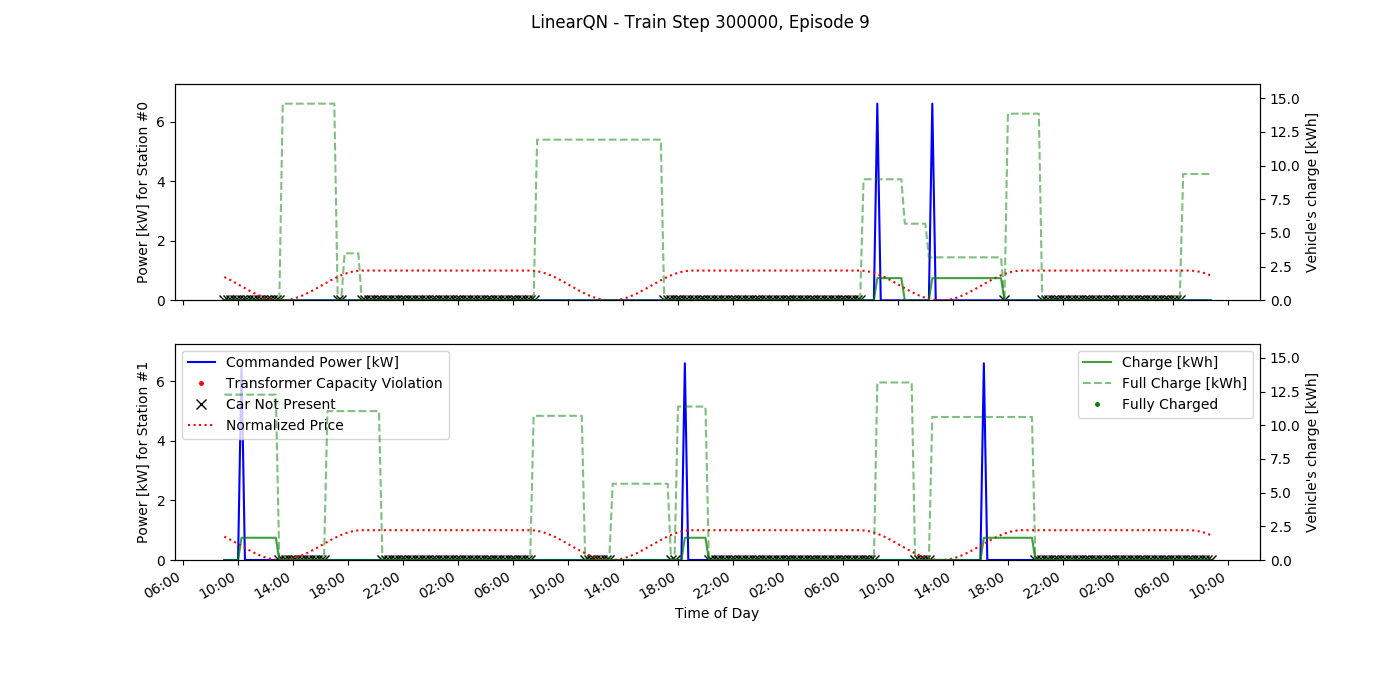 LinearQN - Train Step 300000, Episode 9
Power [kW] for Station #0
6
4
2
0
15.0
12.5
10.0
7.5
5.0
2.5
0.0
Vehicle's charge [kWh]
Power [kW] for Station #1
6
4
2
0
Commanded Power [kW]
Transformer Capacity Violation
Car Not Present
Normalized Price
Charge [kWh]
Full Charge [kWh]
Fully Charged
15.0
12.5
10.0
7.5
5.0
2.5
0.0
Vehicle's charge [kWh]
06:00 10:00 14:00 18:00 22:00 02:00 06:00 10:00 14:00 18:00 22:00 02:00 06:00 10:00 14:00 18:00 22:00 02:00 06:00 10:00
Time of Day